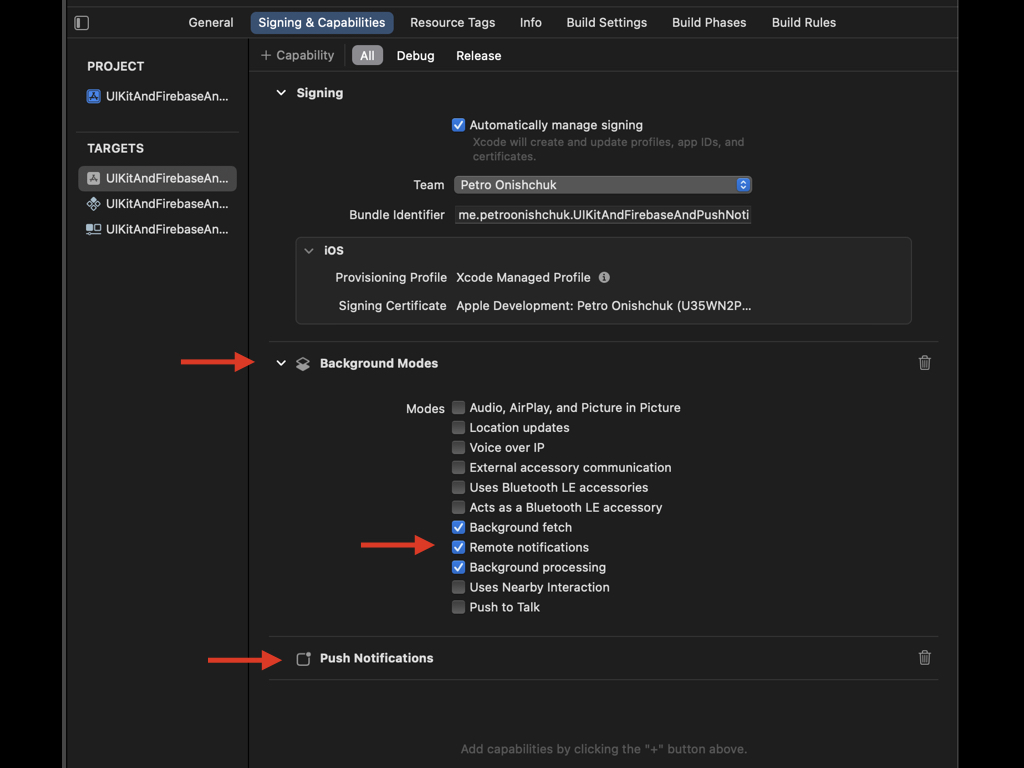 General Signing & Capabilities Resource Tags Info Build Settings Build Phases Build Rules
+ Capability All Debug Release
PROJECT
UIKitAndFirebaseAn...
TARGETS
UIKitAndFirebaseAn...
UIKitAndFirebaseAn...
UIKitAndFirebaseAn...
Signing
Automatically manage signing
Xcode will create and update profiles, app IDs, and
certificates.
Team Petro Onishchuk
Bundle Identifier me.petroonishchuk.UIKitAndFirebaseAndPushNoti
iOS
Provisioning Profile Xcode Managed Profile
Signing Certificate Apple Development: Petro Onishchuk (U35WN2P...
Background Modes
Modes Audio, AirPlay, and Picture in Picture
Location updates
Voice over IP
External accessory communication
Uses Bluetooth LE accessories
Acts as a Bluetooth LE accessory
Background fetch
Remote notifications
Background processing
Uses Nearby Interaction
Push to Talk
Push Notifications
Add capabilities by clicking the "+" button above.